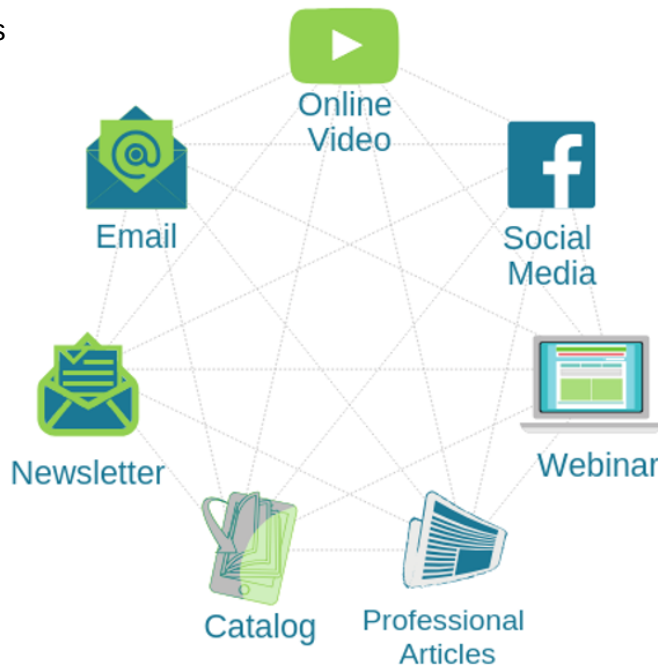 s
Online
Video
Email
Social
Media
Newsletter
Webinar
Catalog
Professional
Articles